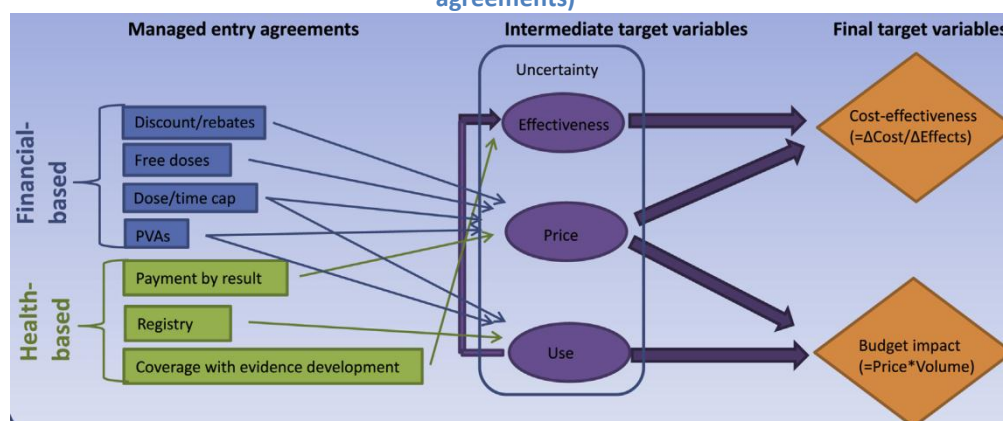 agreements)
Managed entry agreements
Intermediate target variables
Final target variables
Uncertainty
Financial-
based
Discount/rebates
Free doses
Dose/time cap
PVAs
Health-
based
Payment by result
Registry
Coverage with evidence development
Effectiveness
Price
Use
Cost-effectiveness
(=ΔCost/ΔEffects)
Budget impact
(=Price*Volume)